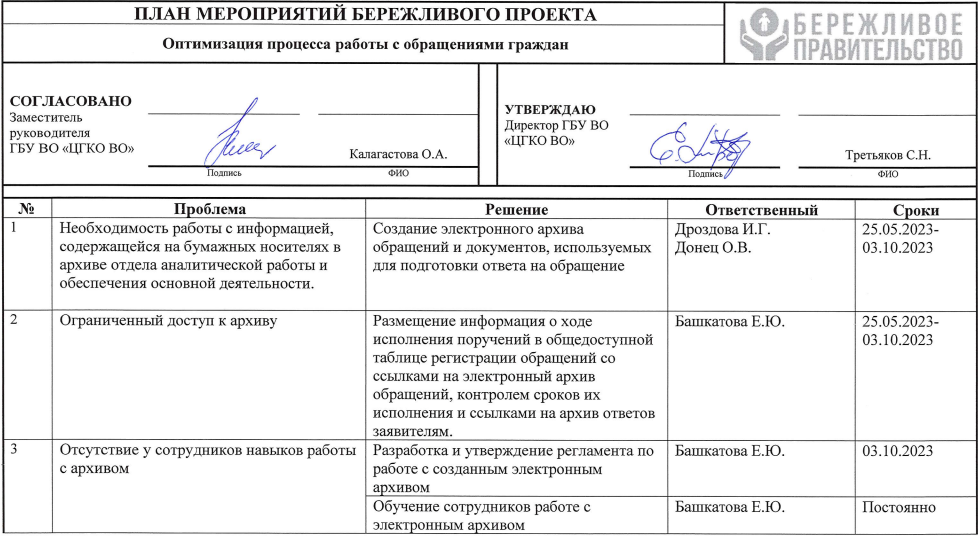 ПЛАН МЕРОПРИЯТИЙ БЕРЕЖЛИВОГО ПРОЕКТА
Оптимизация процесса работы с обращениями граждан
БЕРЕЖЛИВОЕ
ПРАВИТЕЛЬСТВО
СОГЛАСОВАНО
Заместитель
руководителя
ГБУ ВО «ЦГКО ВО»
Подпись
Калагастова О.А.
ФИО
УТВЕРЖДАЮ
Директор ГБУ ВО
«ЦГКО ВО»
Подпись
Третьяков С.Н.
ФИО
№ Проблема Решение Ответственный Сроки
1
Необходимость работы с информацией,
содержащейся на бумажных носителях в
архиве отдела аналитической работы и
обеспечения основной деятельности.
Создание электронного архива
обращений и документов, используемых
для подготовки ответа на обращение
Дроздова И.Г.
Донец О.В.
25.05.2023-
03.10.2023
2
Ограниченный доступ к архиву
Размещение информация о ходе
исполнения поручений в общедоступной
таблице регистрации обращений со
ссылками на электронный архив
обращений, контролем сроков их
исполнения и ссылками на архив ответов
заявителям.
Башкатова Е.Ю.
25.05.2023-
03.10.2023
3
Отсутствие у сотрудников навыков работы
с архивом
Разработка и утверждение регламента по
работе с созданным электронным
архивом
Башкатова Е.Ю.
03.10.2023
Обучение сотрудников работе с
электронным архивом
Башкатова Е.Ю.
Постоянно